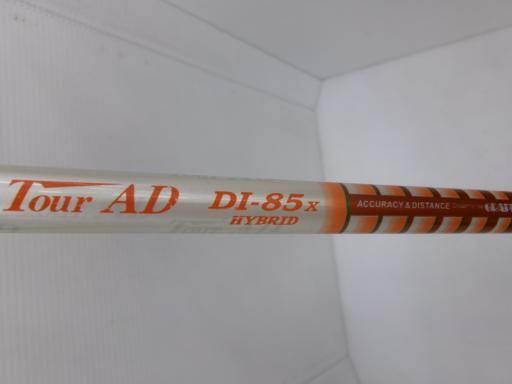 Tour AD DI-85X
HYBRID
ACCURACY & DISTANCE